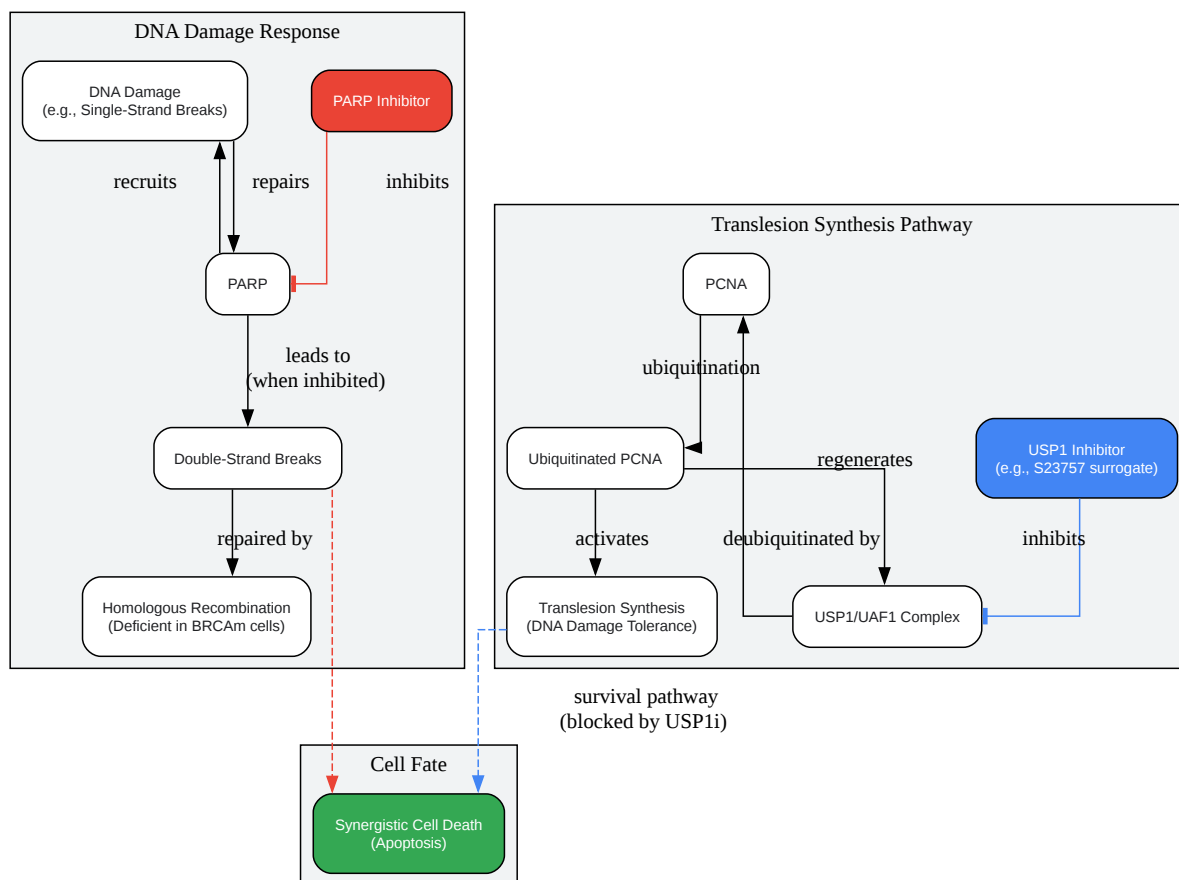 DNA Damage Response
DNA Damage
(e.g., Single-Strand Breaks)
PARP Inhibitor
recruits
repairs
inhibits
PARP
leads to
(when inhibited)
Double-Strand Breaks
repaired by
Homologous Recombination
(Deficient in BRCAm cells)
Translesion Synthesis Pathway
PCNA
ubiquitination
Ubiquitinated PCNA
regenerates
USP1 Inhibitor
(e.g., S23757 surrogate)
activates
deubiquitinated by
inhibits
Translesion Synthesis
(DNA Damage Tolerance)
USP1/UAF1 Complex
survival pathway
(blocked by USP1i)
Cell Fate
Synergistic Cell Death
(Apoptosis)